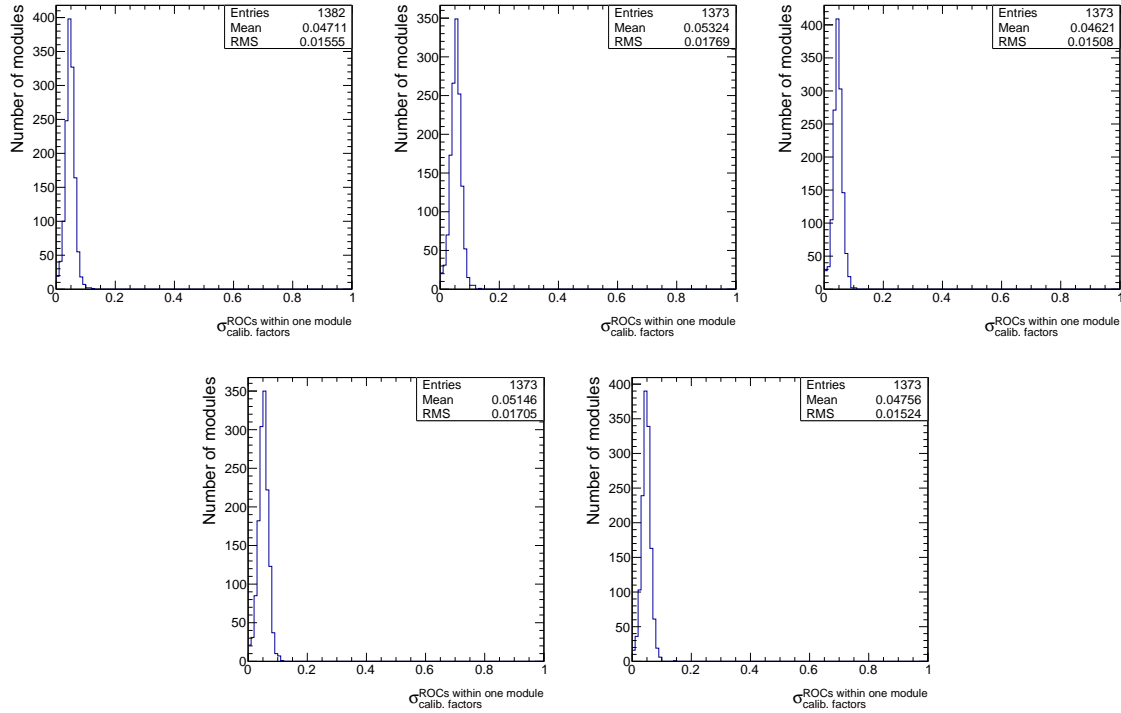 Number of modules
400
350
300
250
200
150
100
50
0
0 0.2 0.4 0.6 0.8 1
σ ROCs within one module
calib. factors
Entries 1382
Mean 0.04711
RMS 0.01555
Number of modules
350
300
250
200
150
100
50
0
0 0.2 0.4 0.6 0.8 1
σ ROCs within one module
calib. factors
Entries 1373
Mean 0.05324
RMS 0.01769
Number of modules
400
350
300
250
200
150
100
50
0
0 0.2 0.4 0.6 0.8 1
σ ROCs within one module
calib. factors
Entries 1373
Mean 0.04621
RMS 0.01508
Number of modules
350
300
250
200
150
100
50
0
0 0.2 0.4 0.6 0.8 1
σ ROCs within one module
calib. factors
Entries 1373
Mean 0.05146
RMS 0.01705
Number of modules
400
350
300
250
200
150
100
50
0
0 0.2 0.4 0.6 0.8 1
σ ROCs within one module
calib. factors
Entries 1373
Mean 0.04756
RMS 0.01524